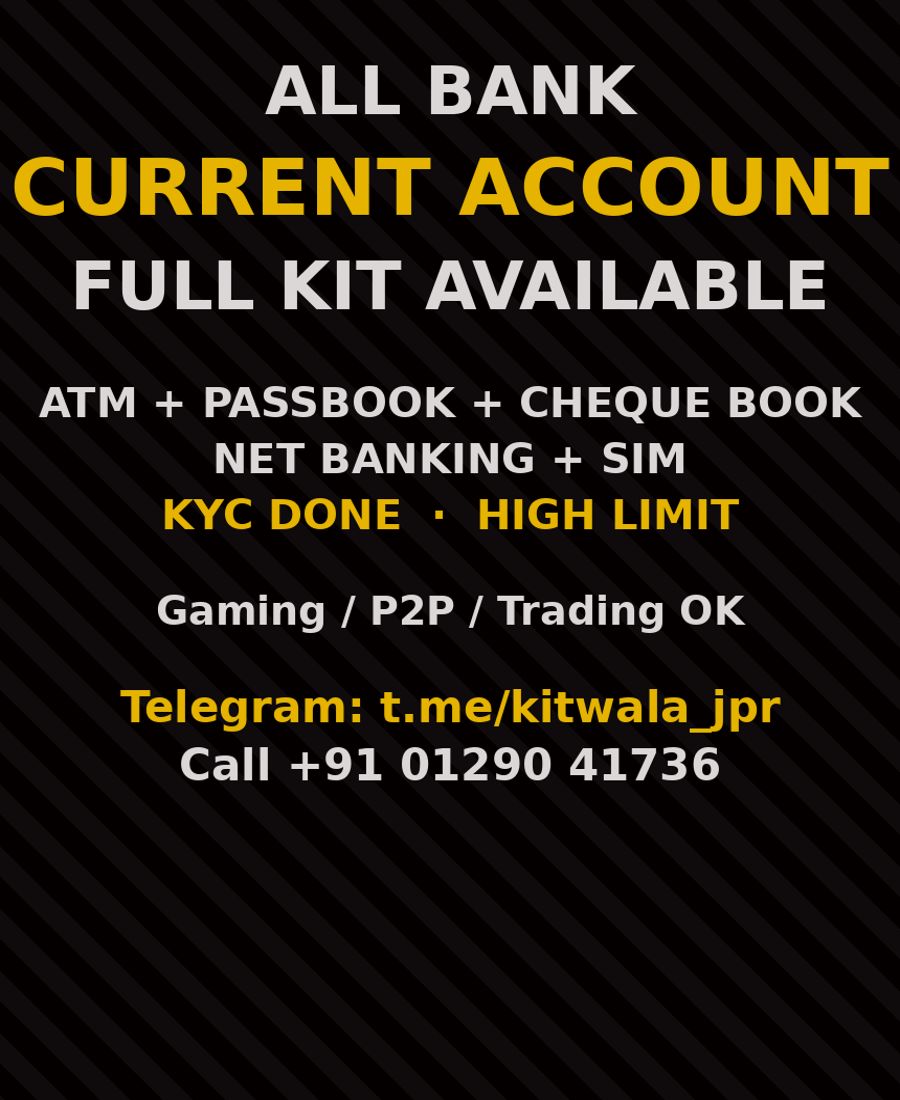 ALL BANK
CURRENT ACCOUNT
FULL KIT AVAILABLE
ATM + PASSBOOK + CHEQUE BOOK
NET BANKING + SIM
KYC DONE · HIGH LIMIT
Gaming / P2P / Trading OK
Telegram: t.me/kitwala_jpr
Call +91 01290 41736